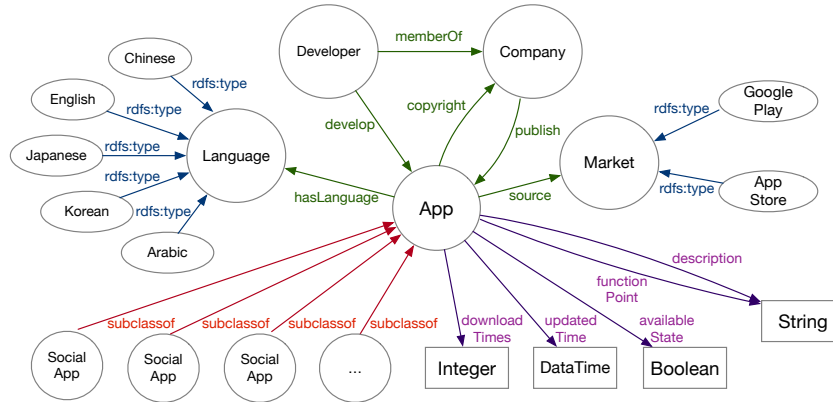 Chinese
Developer
memberOf
Company
rdfs:type
Google
Play
English
rdfs:type
rdfs:type
copyright
develop
publish
Japanese
rdfs:type
Language
Market
rdfs:type
hasLanguage
App
source
rdfs:type
App
Store
Korean
rdfs:type
Arabic
description
function
Point
subclassof
subclassof
subclassof
subclassof
download
Times
updated
Time
available
State
String
Social
App
Social
App
Social
App
...
Integer
DataTime
Boolean